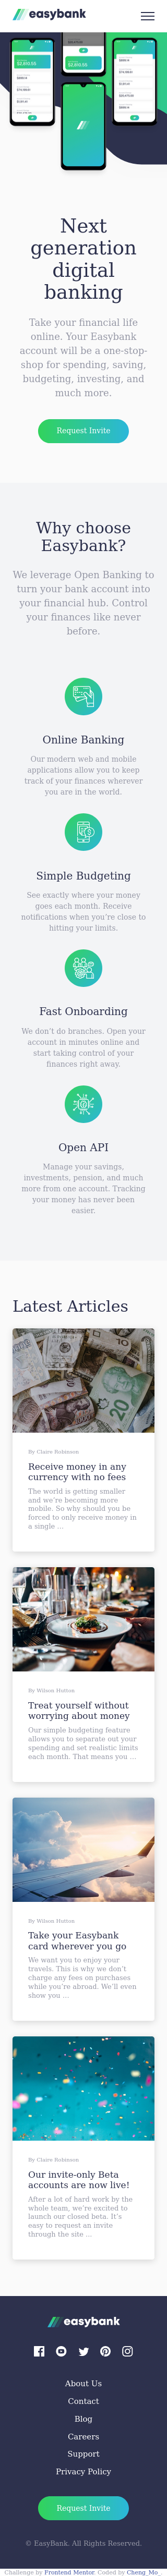 easybank
Next
generation
digital
banking
Take your financial life
online. Your Easybank
account will be a one-stop-
shop for spending, saving,
budgeting, investing, and
much more.
Request Invite
Why choose
Easybank?
We leverage Open Banking to
turn your bank account into
your financial hub. Control
your finances like never
before.
Online Banking
Our modern web and mobile
applications allow you to keep
track of your finances wherever
you are in the world.
Simple Budgeting
See exactly where your money
goes each month. Receive
notifications when you’re close to
hitting your limits.
Fast Onboarding
We don’t do branches. Open your
account in minutes online and
start taking control of your
finances right away.
Open API
Manage your savings,
investments, pension, and much
more from one account. Tracking
your money has never been
easier.
Latest Articles
By Claire Robinson
Receive money in any
currency with no fees
The world is getting smaller
and we’re becoming more
mobile. So why should you be
forced to only receive money in
a single …
By Wilson Hutton
Treat yourself without
worrying about money
Our simple budgeting feature
allows you to separate out your
spending and set realistic limits
each month. That means you …
By Wilson Hutton
Take your Easybank
card wherever you go
We want you to enjoy your
travels. This is why we don’t
charge any fees on purchases
while you’re abroad. We’ll even
show you …
By Claire Robinson
Our invite-only Beta
accounts are now live!
After a lot of hard work by the
whole team, we’re excited to
launch our closed beta. It’s
easy to request an invite
through the site ...
easybank
About Us
Contact
Blog
Careers
Support
Privacy Policy
Request Invite
© EasyBank. All Rights Reserved.
Challenge by Frontend Mentor. Coded by Cheng_Mo